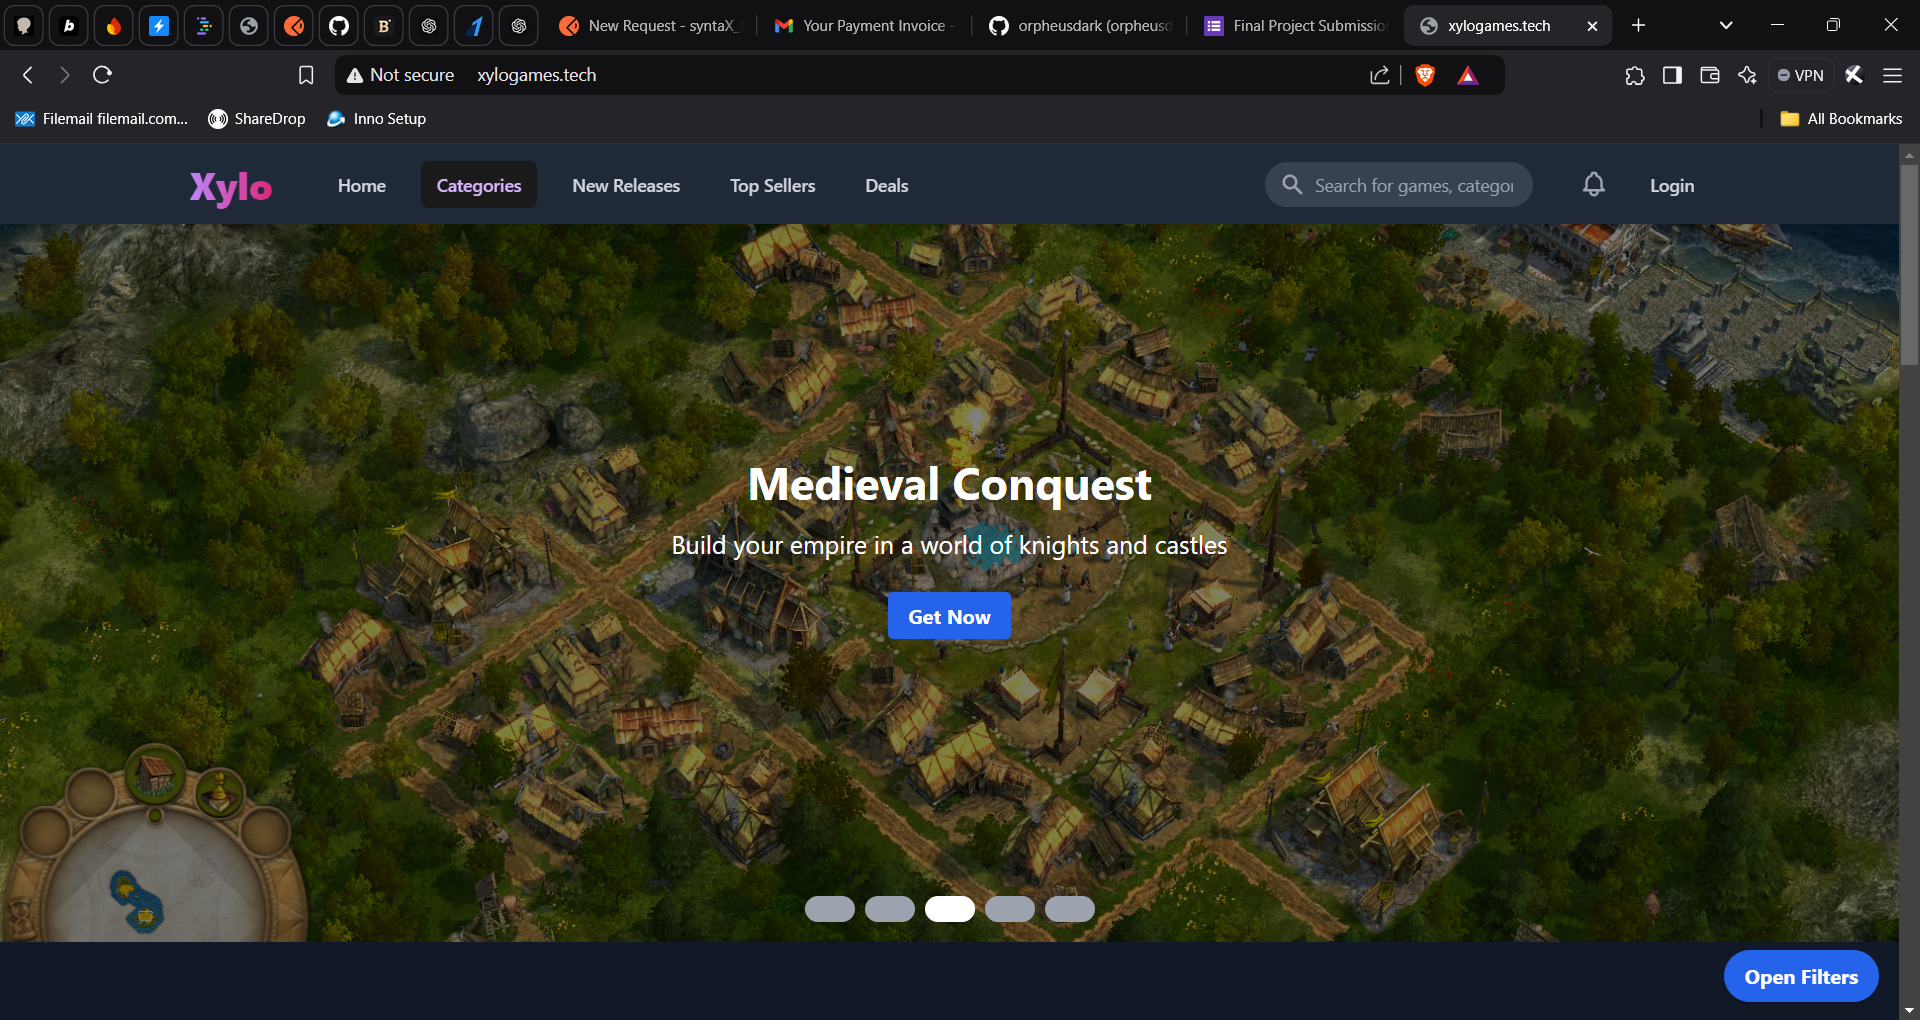 New Request - syntaX_
Your Payment Invoice -
orpheusdark (orpheusd
Final Project Submissio
xylogames.tech
Not secure xylogames.tech
VPN
Filemail filemail.com...
ShareDrop
Inno Setup
All Bookmarks
Xylo
Home
Categories
New Releases
Top Sellers
Deals
Search for games, categor
Login
Medieval Conquest
Build your empire in a world of knights and castles
Get Now
Open Filters